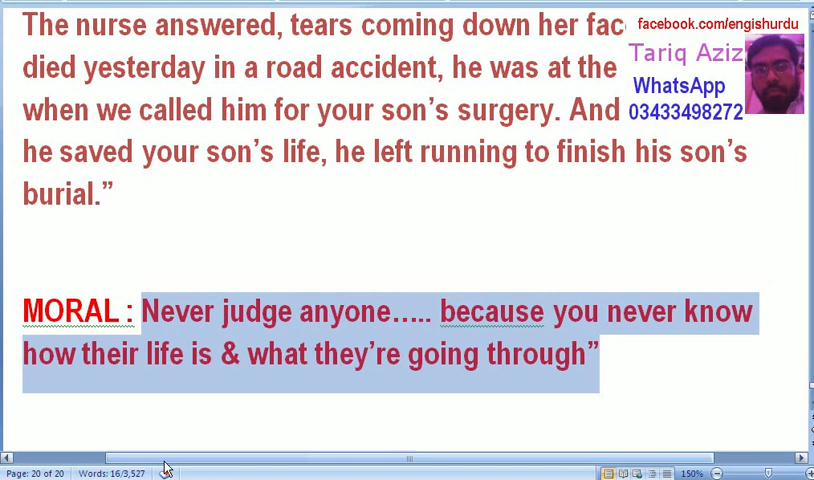 The nurse answered, tears coming down her fac
died yesterday in a road accident, he was at the
when we called him for your son’s surgery. And
he saved your son’s life, he left running to finish his son’s
burial.”
facebook.com/engishurdu
Tariq Aziz
WhatsApp
03433498272
MORAL : Never judge anyone….. because you never know
how their life is & what they’re going through”
Page: 20 of 20 Words: 16/3,527 150%